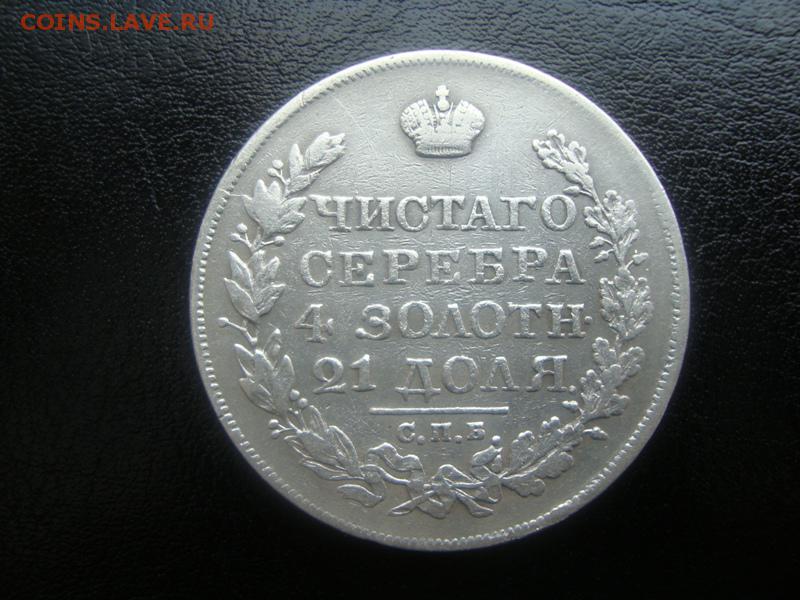 COINS.LAVE.RU
ЧИСТАГО
СЕРЕБРА
4. ЗОЛОТН.
21 ДОЛЯ.
С.П.Б.